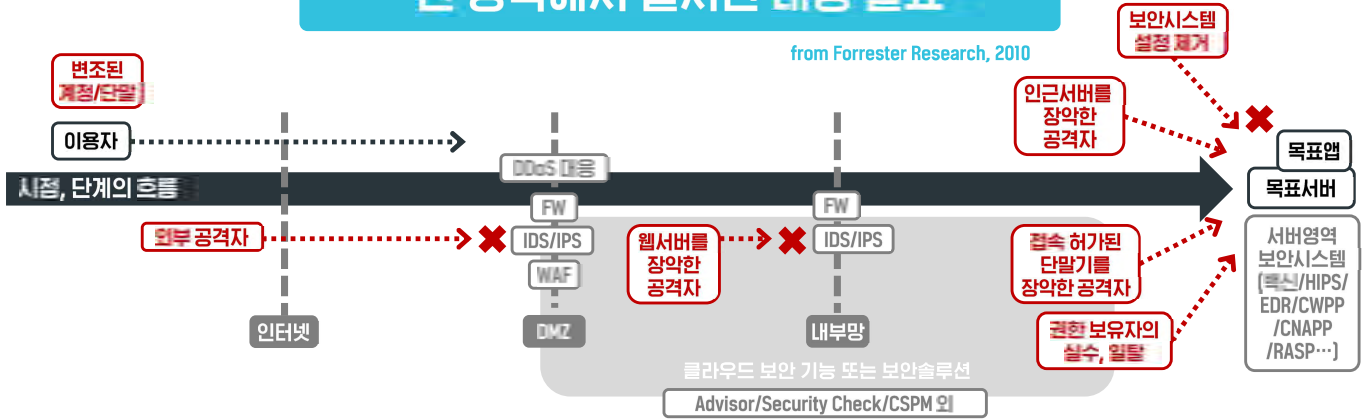 from Forrester Research, 2010
보안시스템
설정 제거
변조된
계정/단말
인근서버를
장악한
공격자
이용자
목표앱
DDoS 대응
시점, 단계의 흐름
목표서버
FW
FW
외부 공격자
IDS/IPS
웹서버를
장악한
공격자
IDS/IPS
접속 허가된
단말기를
장악한 공격자
서버영역
보안시스템
[백신/HIPS/
EDR/CWPP
/CNAPP
/RASP…]
WAF
인터넷
DMZ
내부망
권한 보유자의
실수, 일탈
클라우드 보안 기능 또는 보안솔루션
Advisor/Security Check/CSPM 외